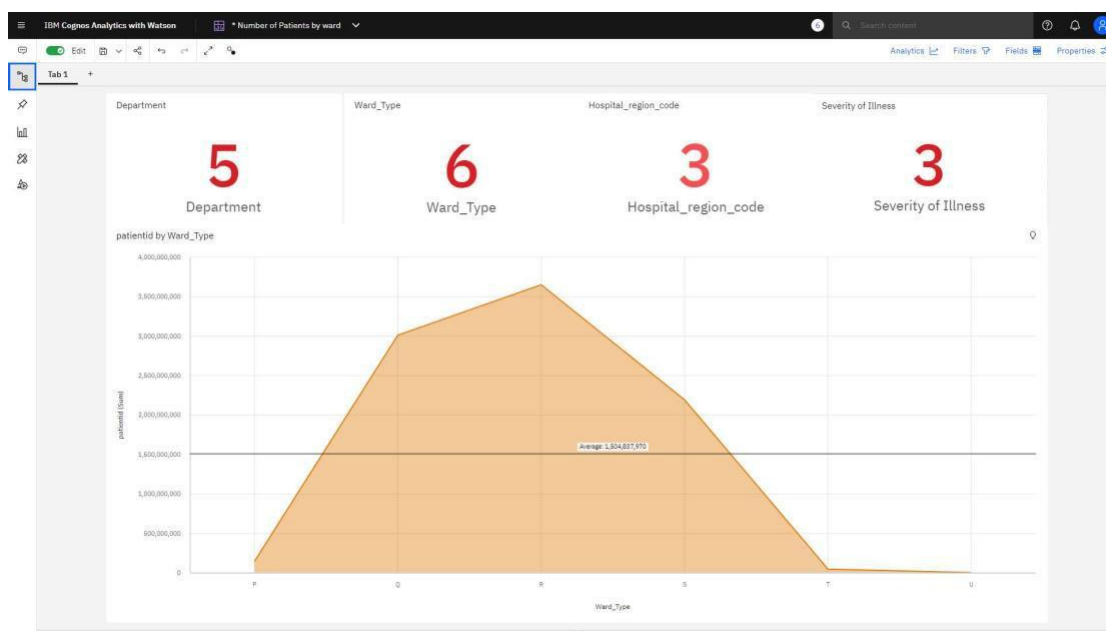 IBM Cognos Analytics with Watson
* Number of Patients by ward
6
Search content
Edit
Analytics
Filters
Fields
Properties
Tab 1
+
Department
Ward_Type
Hospital_region_code
Severity of Illness
5
6
3
3
Department
Ward_Type
Hospital_region_code
Severity of Illness
patientid by Ward_Type
4,000,000,000
3,500,000,000
3,000,000,000
2,500,000,000
2,000,000,000
1,500,000,000
1,000,000,000
500,000,000
0
patientid (Sum)
Average: 1,504,837,970
P
Q
R
S
T
U
Ward_Type